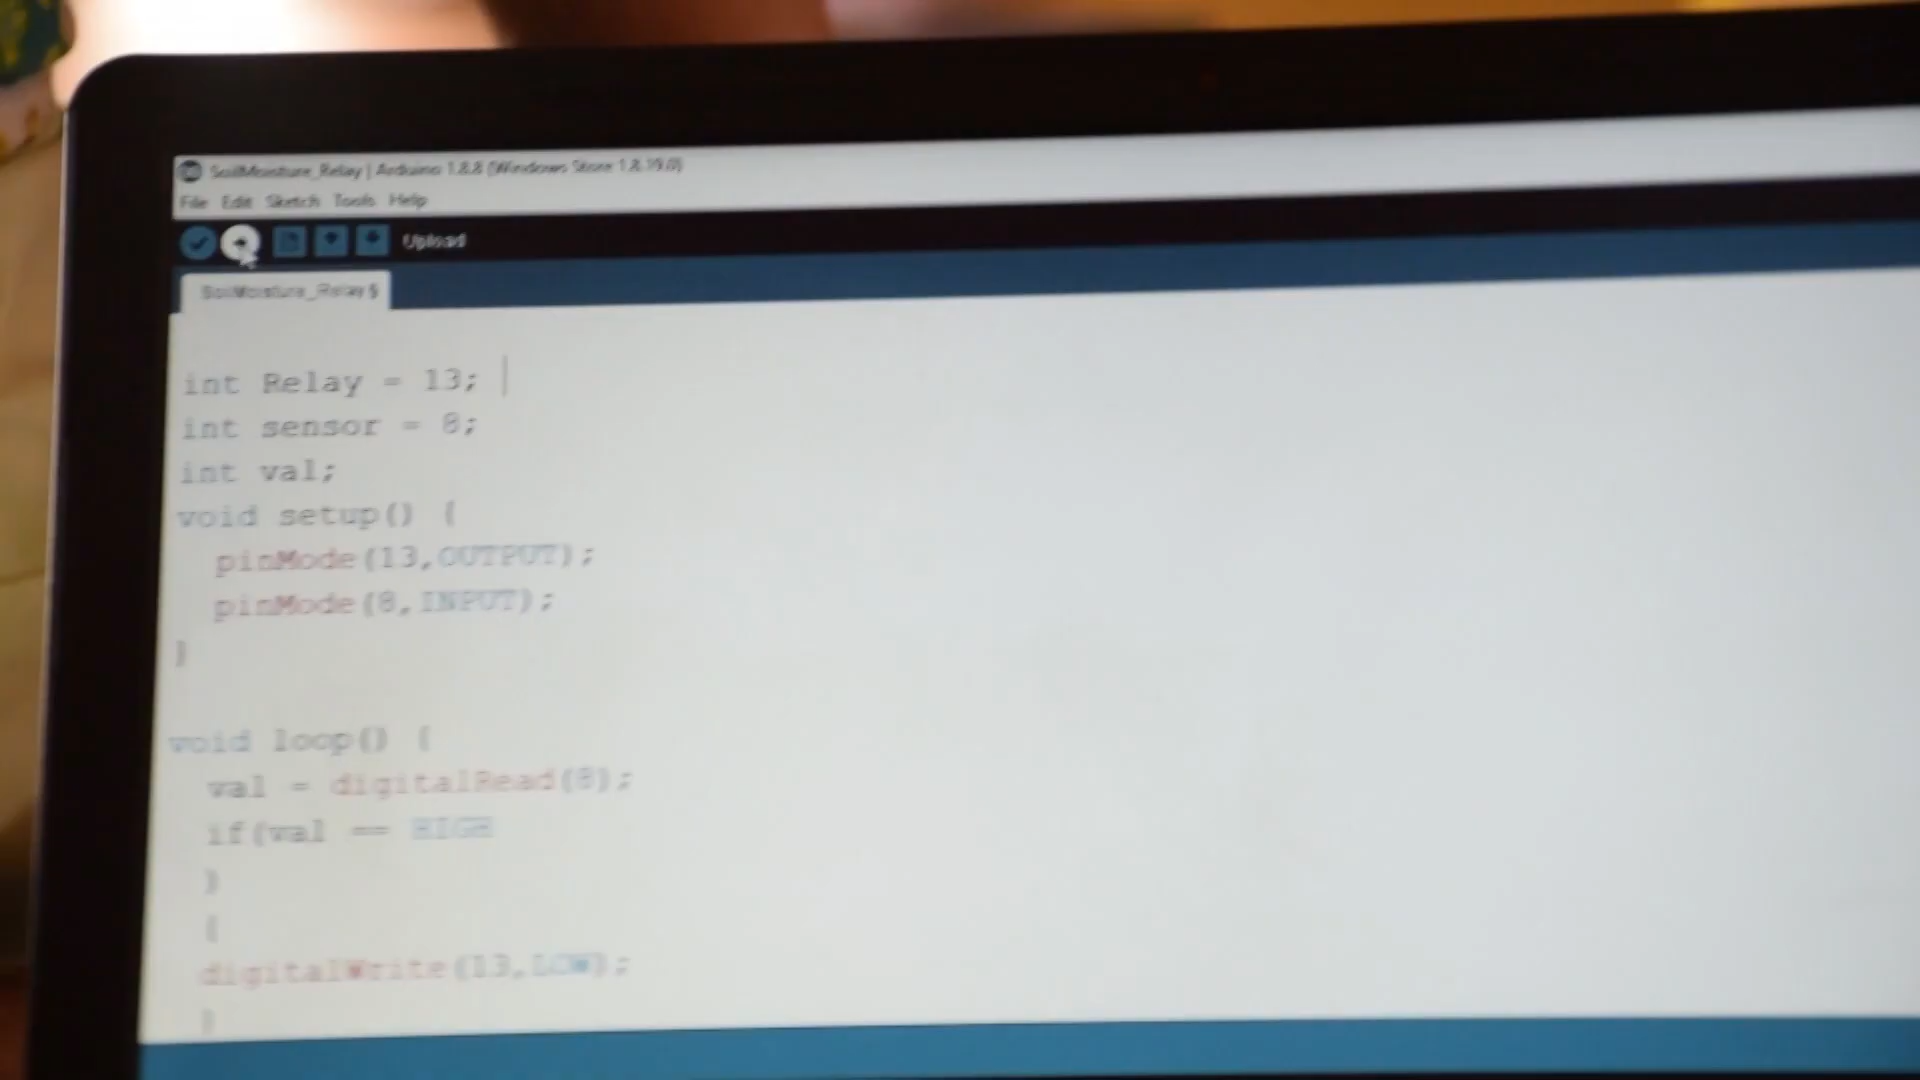 SoilMoisture_Relay | Arduino 1.8.8 (Windows Store 1.8.19.0)
File Edit Sketch Tools Help
Upload
SoilMoisture_Relay §
int Relay = 13;
int sensor = 8;
int val;
void setup() {
pinMode(13,OUTPUT);
pinMode(8,INPUT);
}
void loop() {
val = digitalRead(8);
if(val == HIGH
)
{
digitalWrite(13,LOW);
}